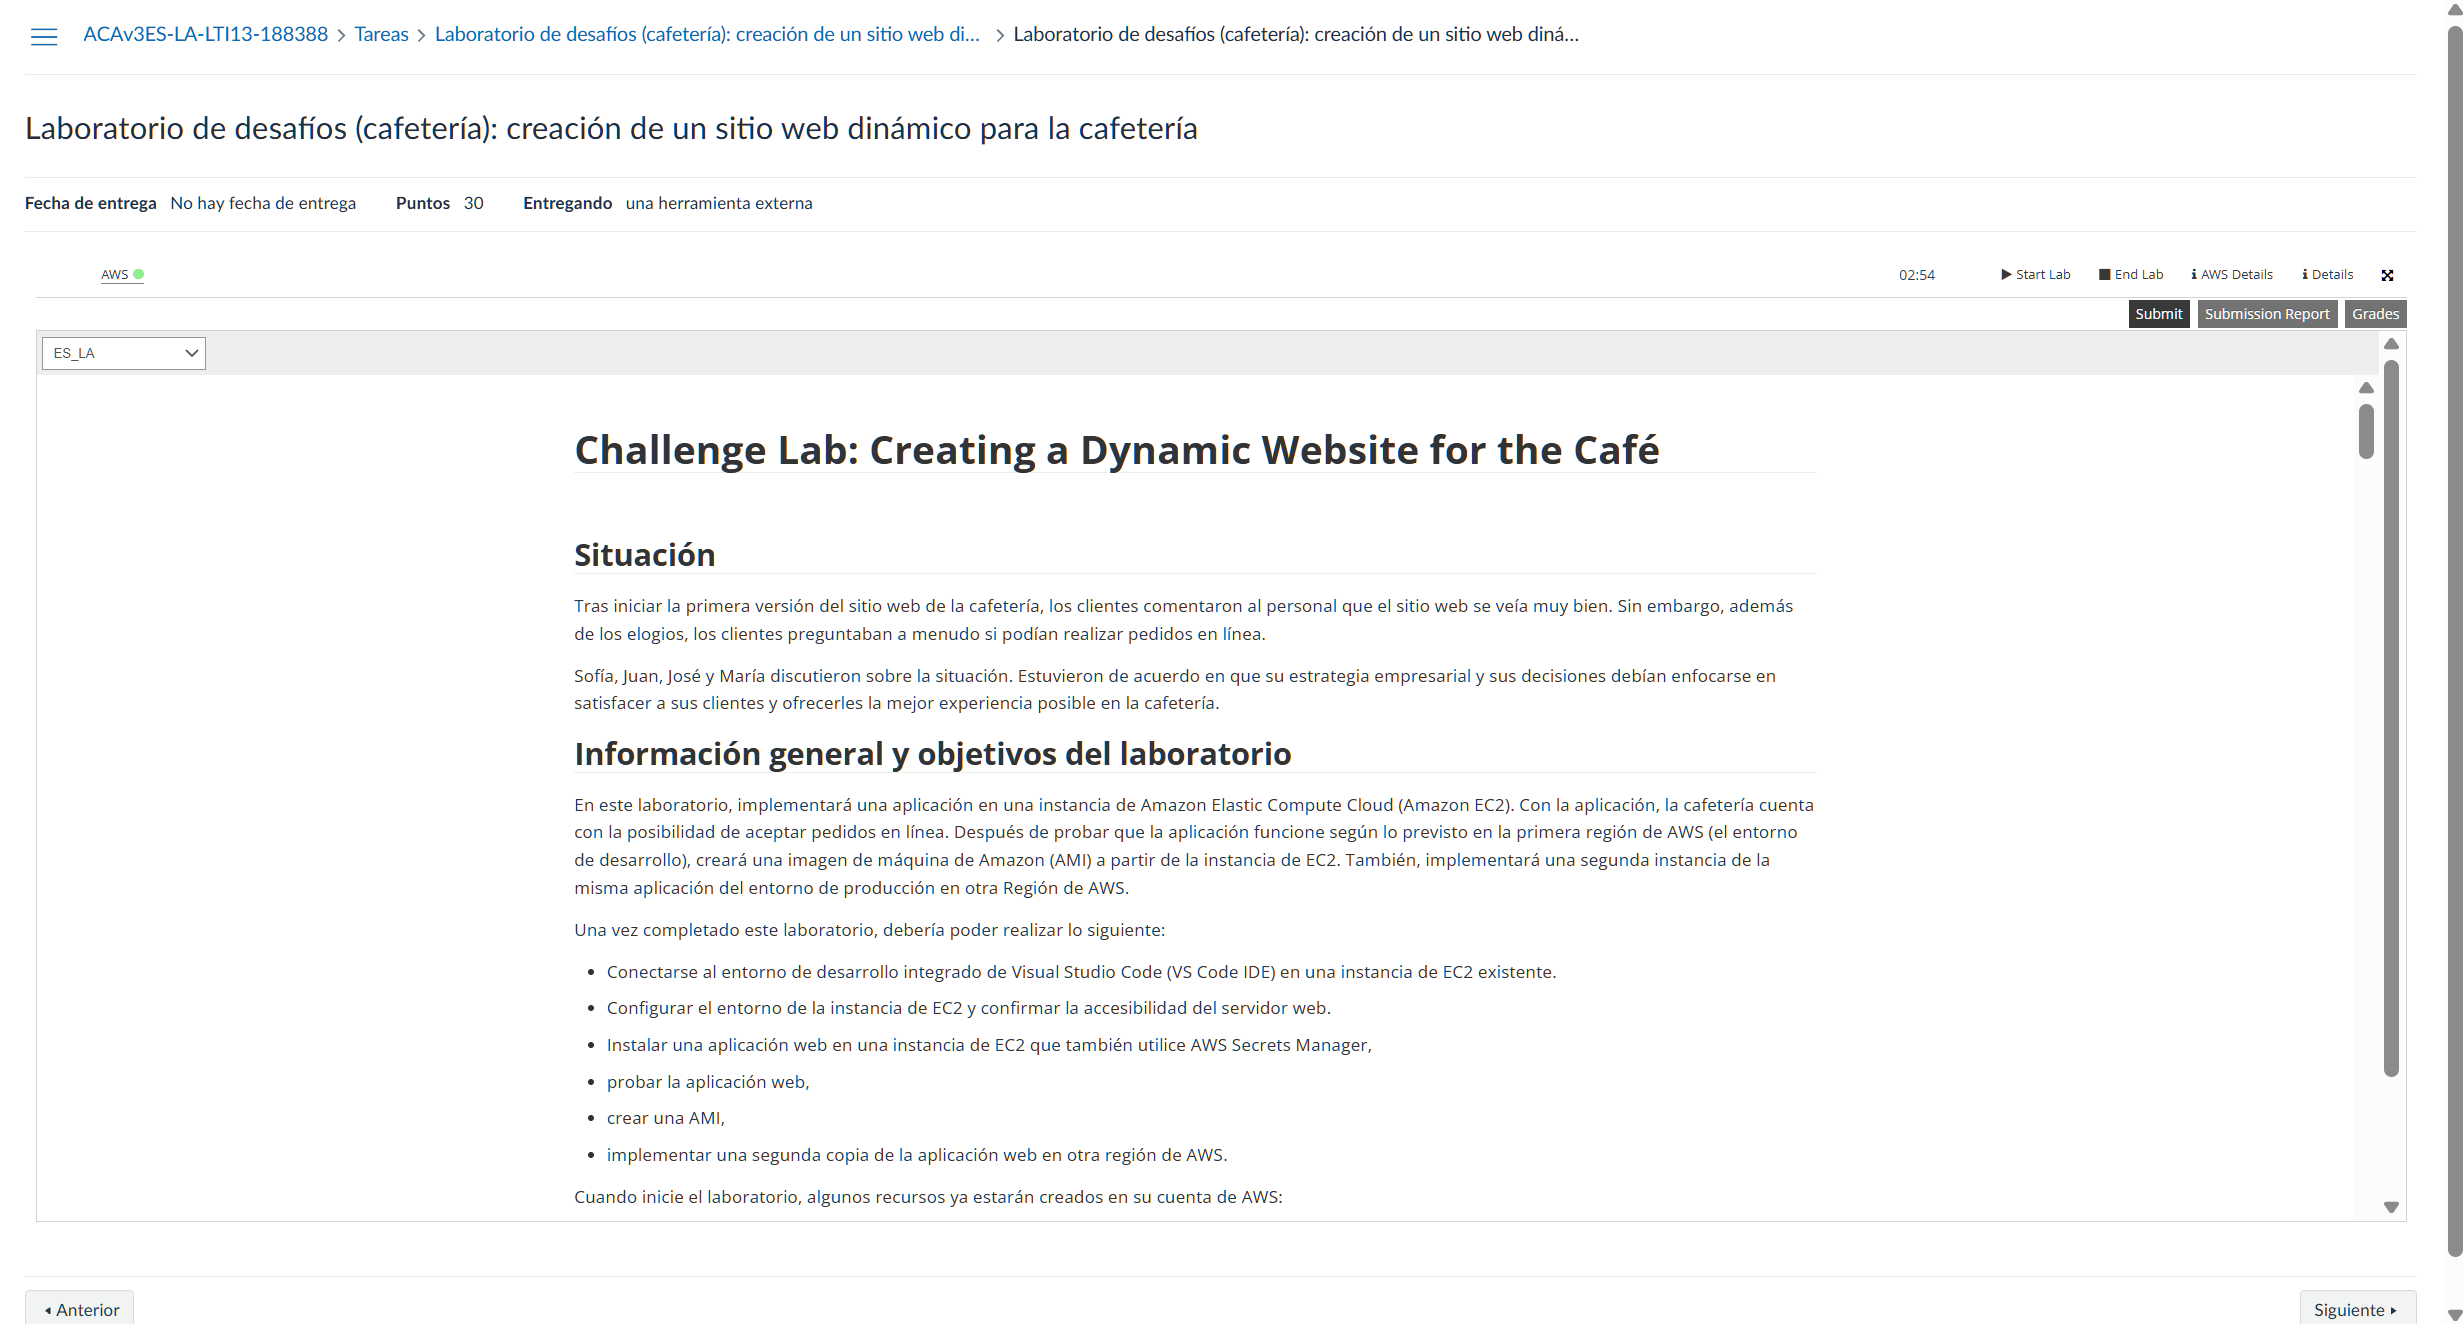 ACAv3ES-LA-LTI13-188388 > Tareas > Laboratorio de desafíos (cafetería): creación de un sitio web di... > Laboratorio de desafíos (cafetería): creación de un sitio web diná...
Laboratorio de desafíos (cafetería): creación de un sitio web dinámico para la cafetería
Fecha de entrega No hay fecha de entrega Puntos 30 Entregando una herramienta externa
AWS 02:54 Start Lab End Lab AWS Details Details
Submit Submission Report Grades
ES_LA
Challenge Lab: Creating a Dynamic Website for the Café
Situación
Tras iniciar la primera versión del sitio web de la cafetería, los clientes comentaron al personal que el sitio web se veía muy bien. Sin embargo, además
de los elogios, los clientes preguntaban a menudo si podían realizar pedidos en línea.
Sofía, Juan, José y María discutieron sobre la situación. Estuvieron de acuerdo en que su estrategia empresarial y sus decisiones debían enfocarse en
satisfacer a sus clientes y ofrecerles la mejor experiencia posible en la cafetería.
Información general y objetivos del laboratorio
En este laboratorio, implementará una aplicación en una instancia de Amazon Elastic Compute Cloud (Amazon EC2). Con la aplicación, la cafetería cuenta
con la posibilidad de aceptar pedidos en línea. Después de probar que la aplicación funcione según lo previsto en la primera región de AWS (el entorno
de desarrollo), creará una imagen de máquina de Amazon (AMI) a partir de la instancia de EC2. También, implementará una segunda instancia de la
misma aplicación del entorno de producción en otra Región de AWS.
Una vez completado este laboratorio, debería poder realizar lo siguiente:
• Conectarse al entorno de desarrollo integrado de Visual Studio Code (VS Code IDE) en una instancia de EC2 existente.
• Configurar el entorno de la instancia de EC2 y confirmar la accesibilidad del servidor web.
• Instalar una aplicación web en una instancia de EC2 que también utilice AWS Secrets Manager,
• probar la aplicación web,
• crear una AMI,
• implementar una segunda copia de la aplicación web en otra región de AWS.
Cuando inicie el laboratorio, algunos recursos ya estarán creados en su cuenta de AWS:
Anterior Siguiente